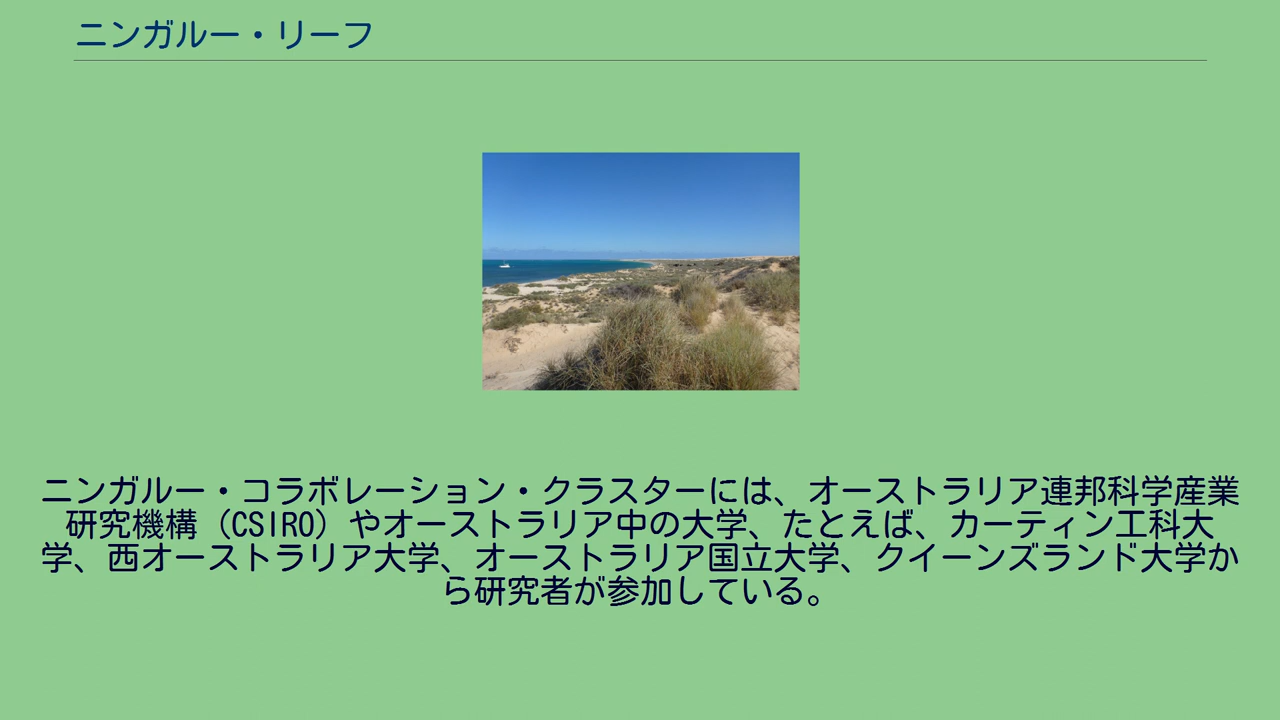 ニンガルー・リーフ
ニンガルー・コラボレーション・クラスターには、オーストラリア連邦科学産業
研究機構（CSIRO）やオーストラリア中の大学、たとえば、カーティン工科大
学、西オーストラリア大学、オーストラリア国立大学、クイーンズランド大学か
ら研究者が参加している。